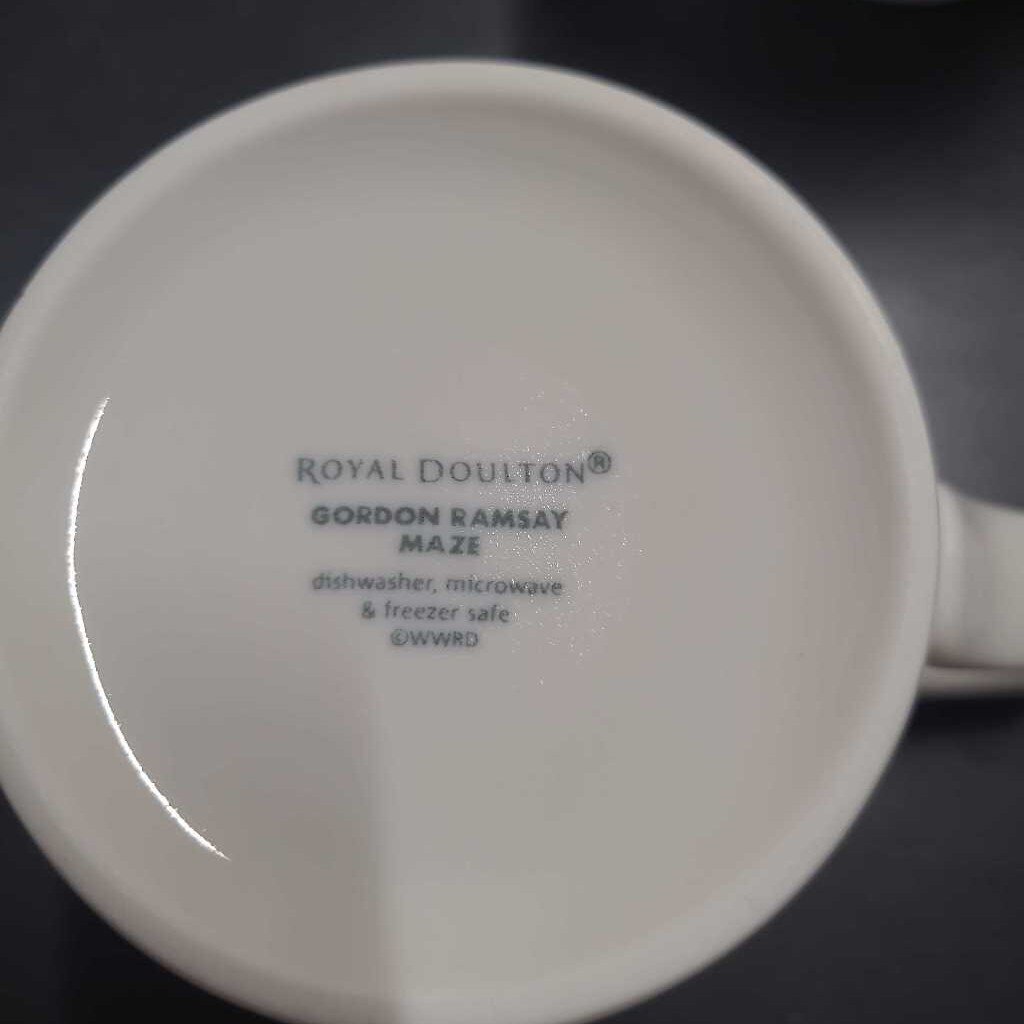 ROYAL DOULTON®
GORDON RAMSAY
MAZE
dishwasher, microwave
& freezer safe
©WWRD